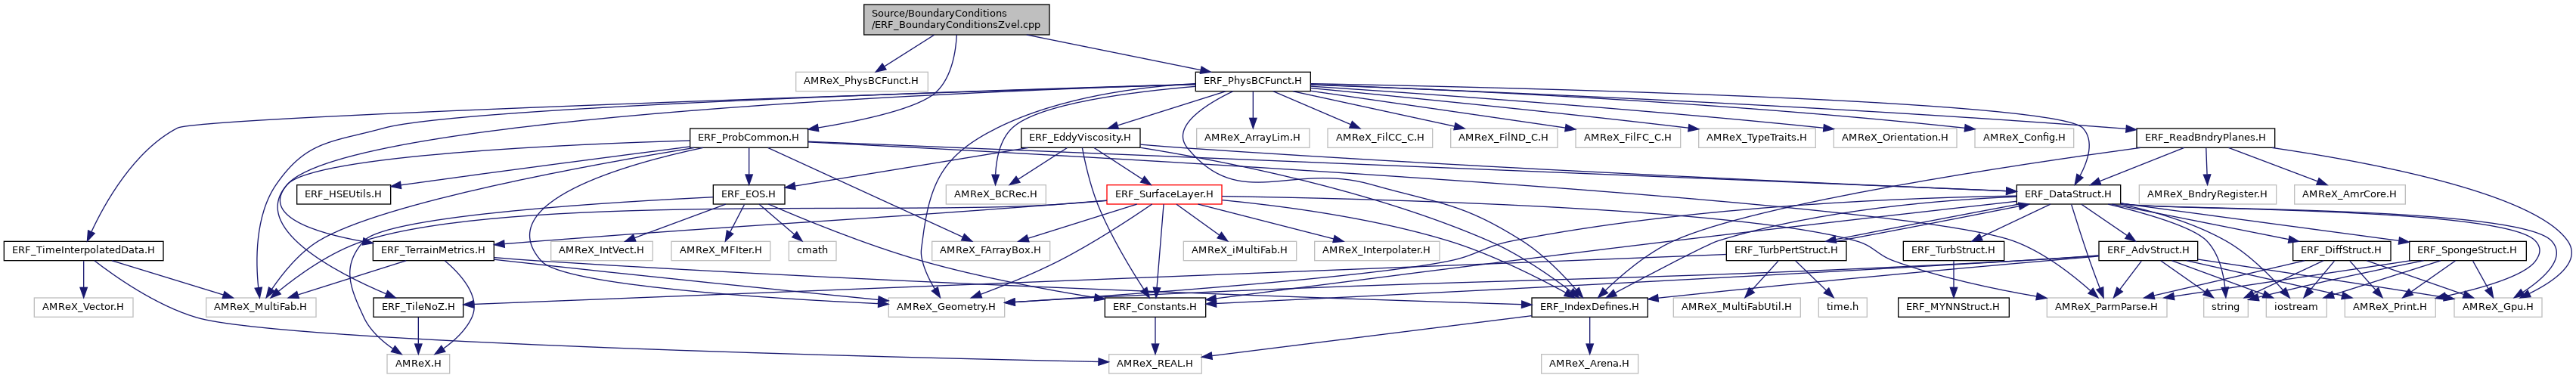 Source/BoundaryConditions
/ERF_BoundaryConditionsZvel.cpp
AMReX_PhysBCFunct.H
ERF_PhysBCFunct.H
ERF_ProbCommon.H
ERF_EddyViscosity.H
AMReX_ArrayLim.H
AMReX_FilCC_C.H
AMReX_FilND_C.H
AMReX_FilFC_C.H
AMReX_TypeTraits.H
AMReX_Orientation.H
AMReX_Config.H
ERF_ReadBndryPlanes.H
ERF_HSEUtils.H
ERF_EOS.H
AMReX_BCRec.H
ERF_SurfaceLayer.H
ERF_DataStruct.H
AMReX_BndryRegister.H
AMReX_AmrCore.H
ERF_TimeInterpolatedData.H
ERF_TerrainMetrics.H
AMReX_IntVect.H
AMReX_MFIter.H
cmath
AMReX_FArrayBox.H
AMReX_iMultiFab.H
AMReX_Interpolater.H
ERF_TurbPertStruct.H
ERF_TurbStruct.H
ERF_AdvStruct.H
ERF_DiffStruct.H
ERF_SpongeStruct.H
AMReX_Vector.H
AMReX_MultiFab.H
ERF_TileNoZ.H
AMReX_Geometry.H
ERF_Constants.H
ERF_IndexDefines.H
AMReX_MultiFabUtil.H
time.h
ERF_MYNNStruct.H
AMReX_ParmParse.H
string
iostream
AMReX_Print.H
AMReX_Gpu.H
AMReX.H
AMReX_REAL.H
AMReX_Arena.H